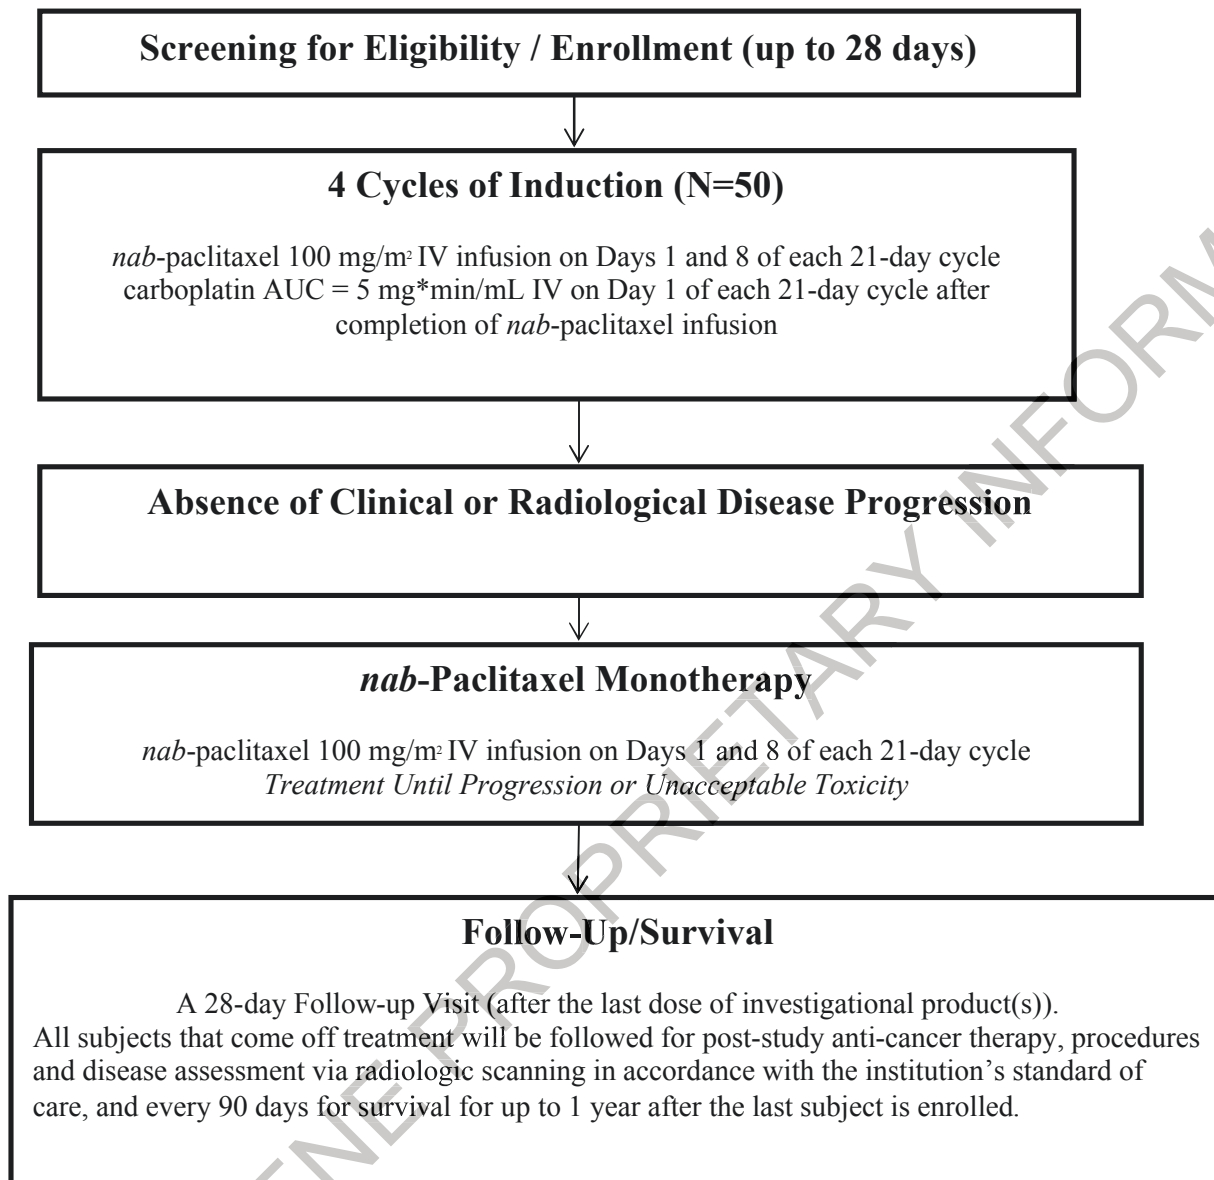 Screening for Eligibility / Enrollment (up to 28 days)
4 Cycles of Induction (N=50)
nab-paclitaxel 100 mg/m² IV infusion on Days 1 and 8 of each 21-day cycle
carboplatin AUC = 5 mg*min/mL IV on Day 1 of each 21-day cycle after
completion of nab-paclitaxel infusion
Absence of Clinical or Radiological Disease Progression
nab-Paclitaxel Monotherapy
nab-paclitaxel 100 mg/m² IV infusion on Days 1 and 8 of each 21-day cycle
Treatment Until Progression or Unacceptable Toxicity
Follow-Up/Survival
A 28-day Follow-up Visit (after the last dose of investigational product(s)).
All subjects that come off treatment will be followed for post-study anti-cancer therapy, procedures
and disease assessment via radiologic scanning in accordance with the institution’s standard of
care, and every 90 days for survival for up to 1 year after the last subject is enrolled.
PROPRIETARY